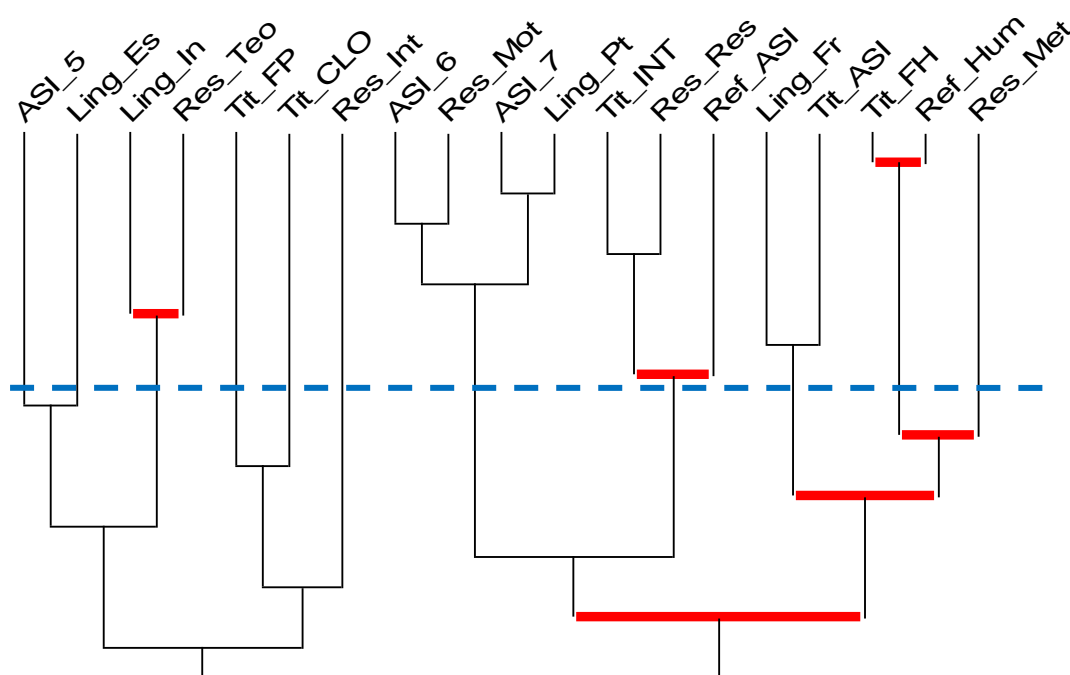 ASI_5
Ling_Es
Ling_In
Res_Teo
Tit_FP
Tit_CLO
Res_Int
ASI_6
Res_Mot
ASI_7
Ling_Pt
Tit_INT
Res_Res
Ref_ASI
Ling_Fr
Tit_ASI
Tit_FH
Ref_Hum
Res_Met